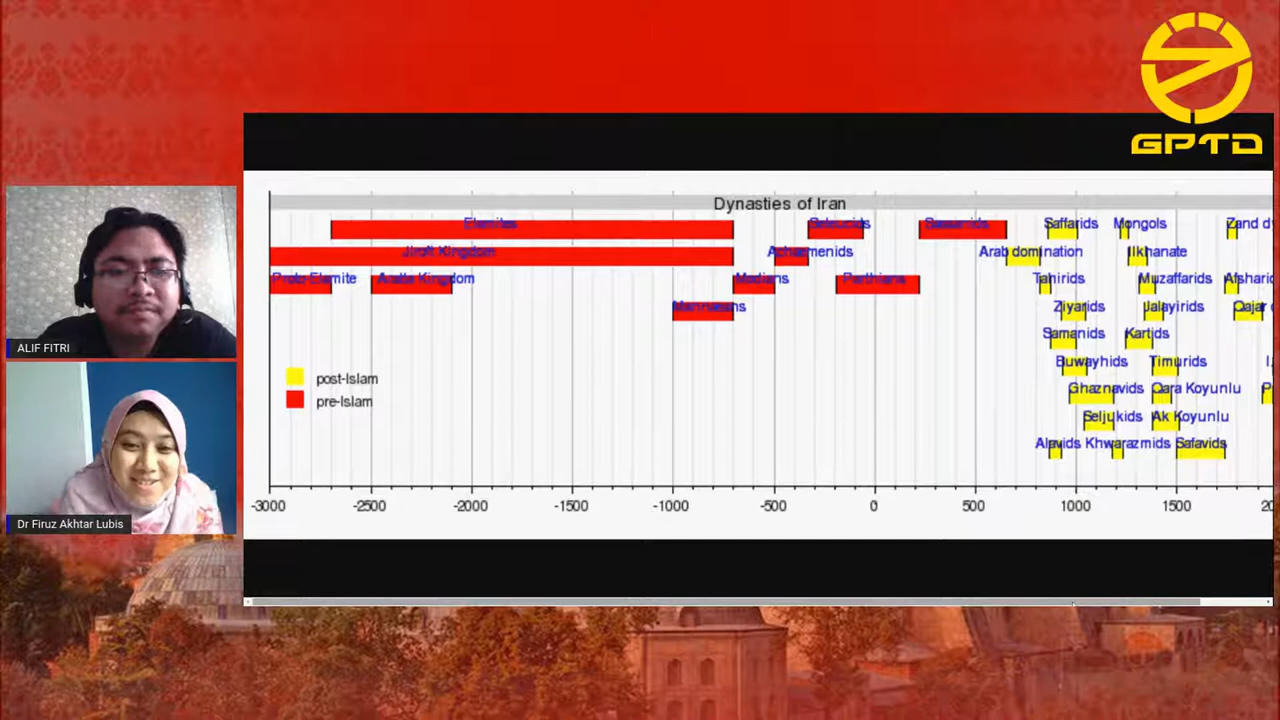 GPTD
Dynasties of Iran
Elamites
Seleucids
Sassanids
Saffarids
Mongols
Zand
Jiroft Kingdom
Achaemenids
Arab domination
Ilkhanate
Proto-Elamite
Aratta Kingdom
Medians
Parthians
Tahirids
Muzaffarids
Mannaeans
Ziyarids
Jalayirids
Qajar
Samanids
Kartids
Buwayhids
Timurids
Ghaznavids
Qara Koyunlu
Seljukids
Ak Koyunlu
Alavids
Khwarazmids
Safavids
post-Islam
pre-Islam
-3000
-2500
-2000
-1500
-1000
-500
0
500
1000
1500
ALIF FITRI
Dr Firuz Akhtar Lubis